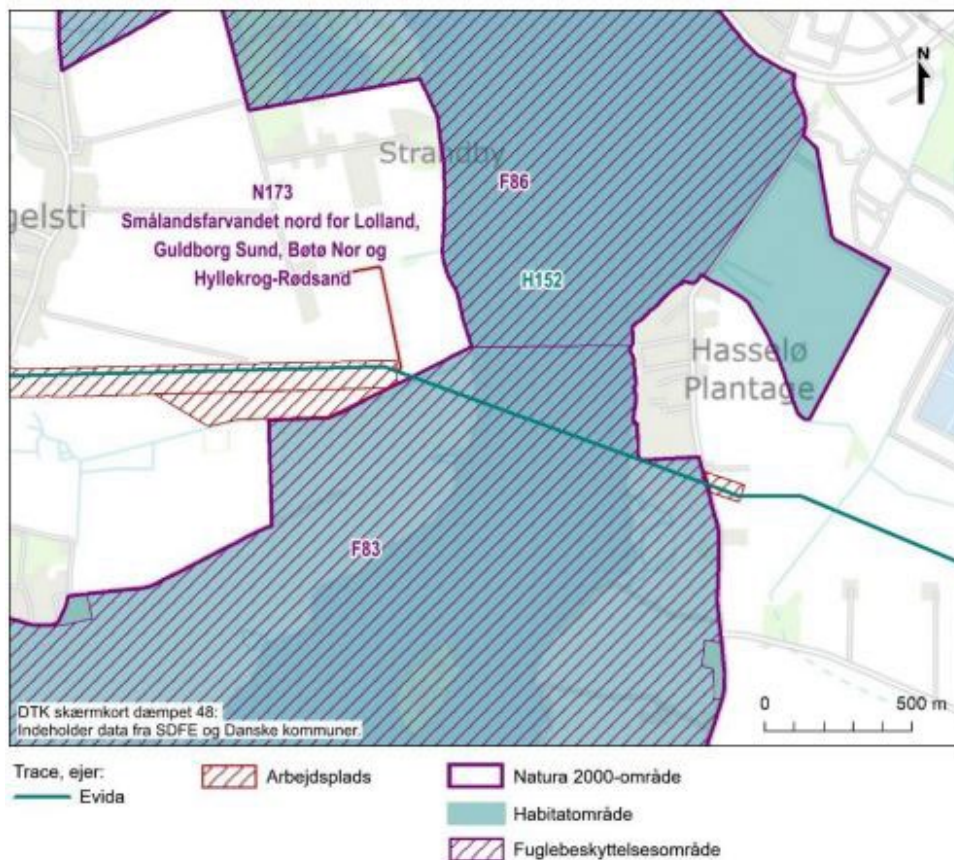 N
Strandby
F86
N173
Smålandsfarvandet nord for Lolland,
Guldborg Sund, Bøtø Nor og
Hyllekrog-Rødsand
gelsti
H152
Hasselø
Plantage
F83
DTK skærmkort dæmpet 48:
Indeholder data fra SDFE og Danske kommuner.
0 500 m
Trace, ejer:
Evida
Arbejdsplads
Natura 2000-område
Habitatområde
Fuglebeskyttelsesområde